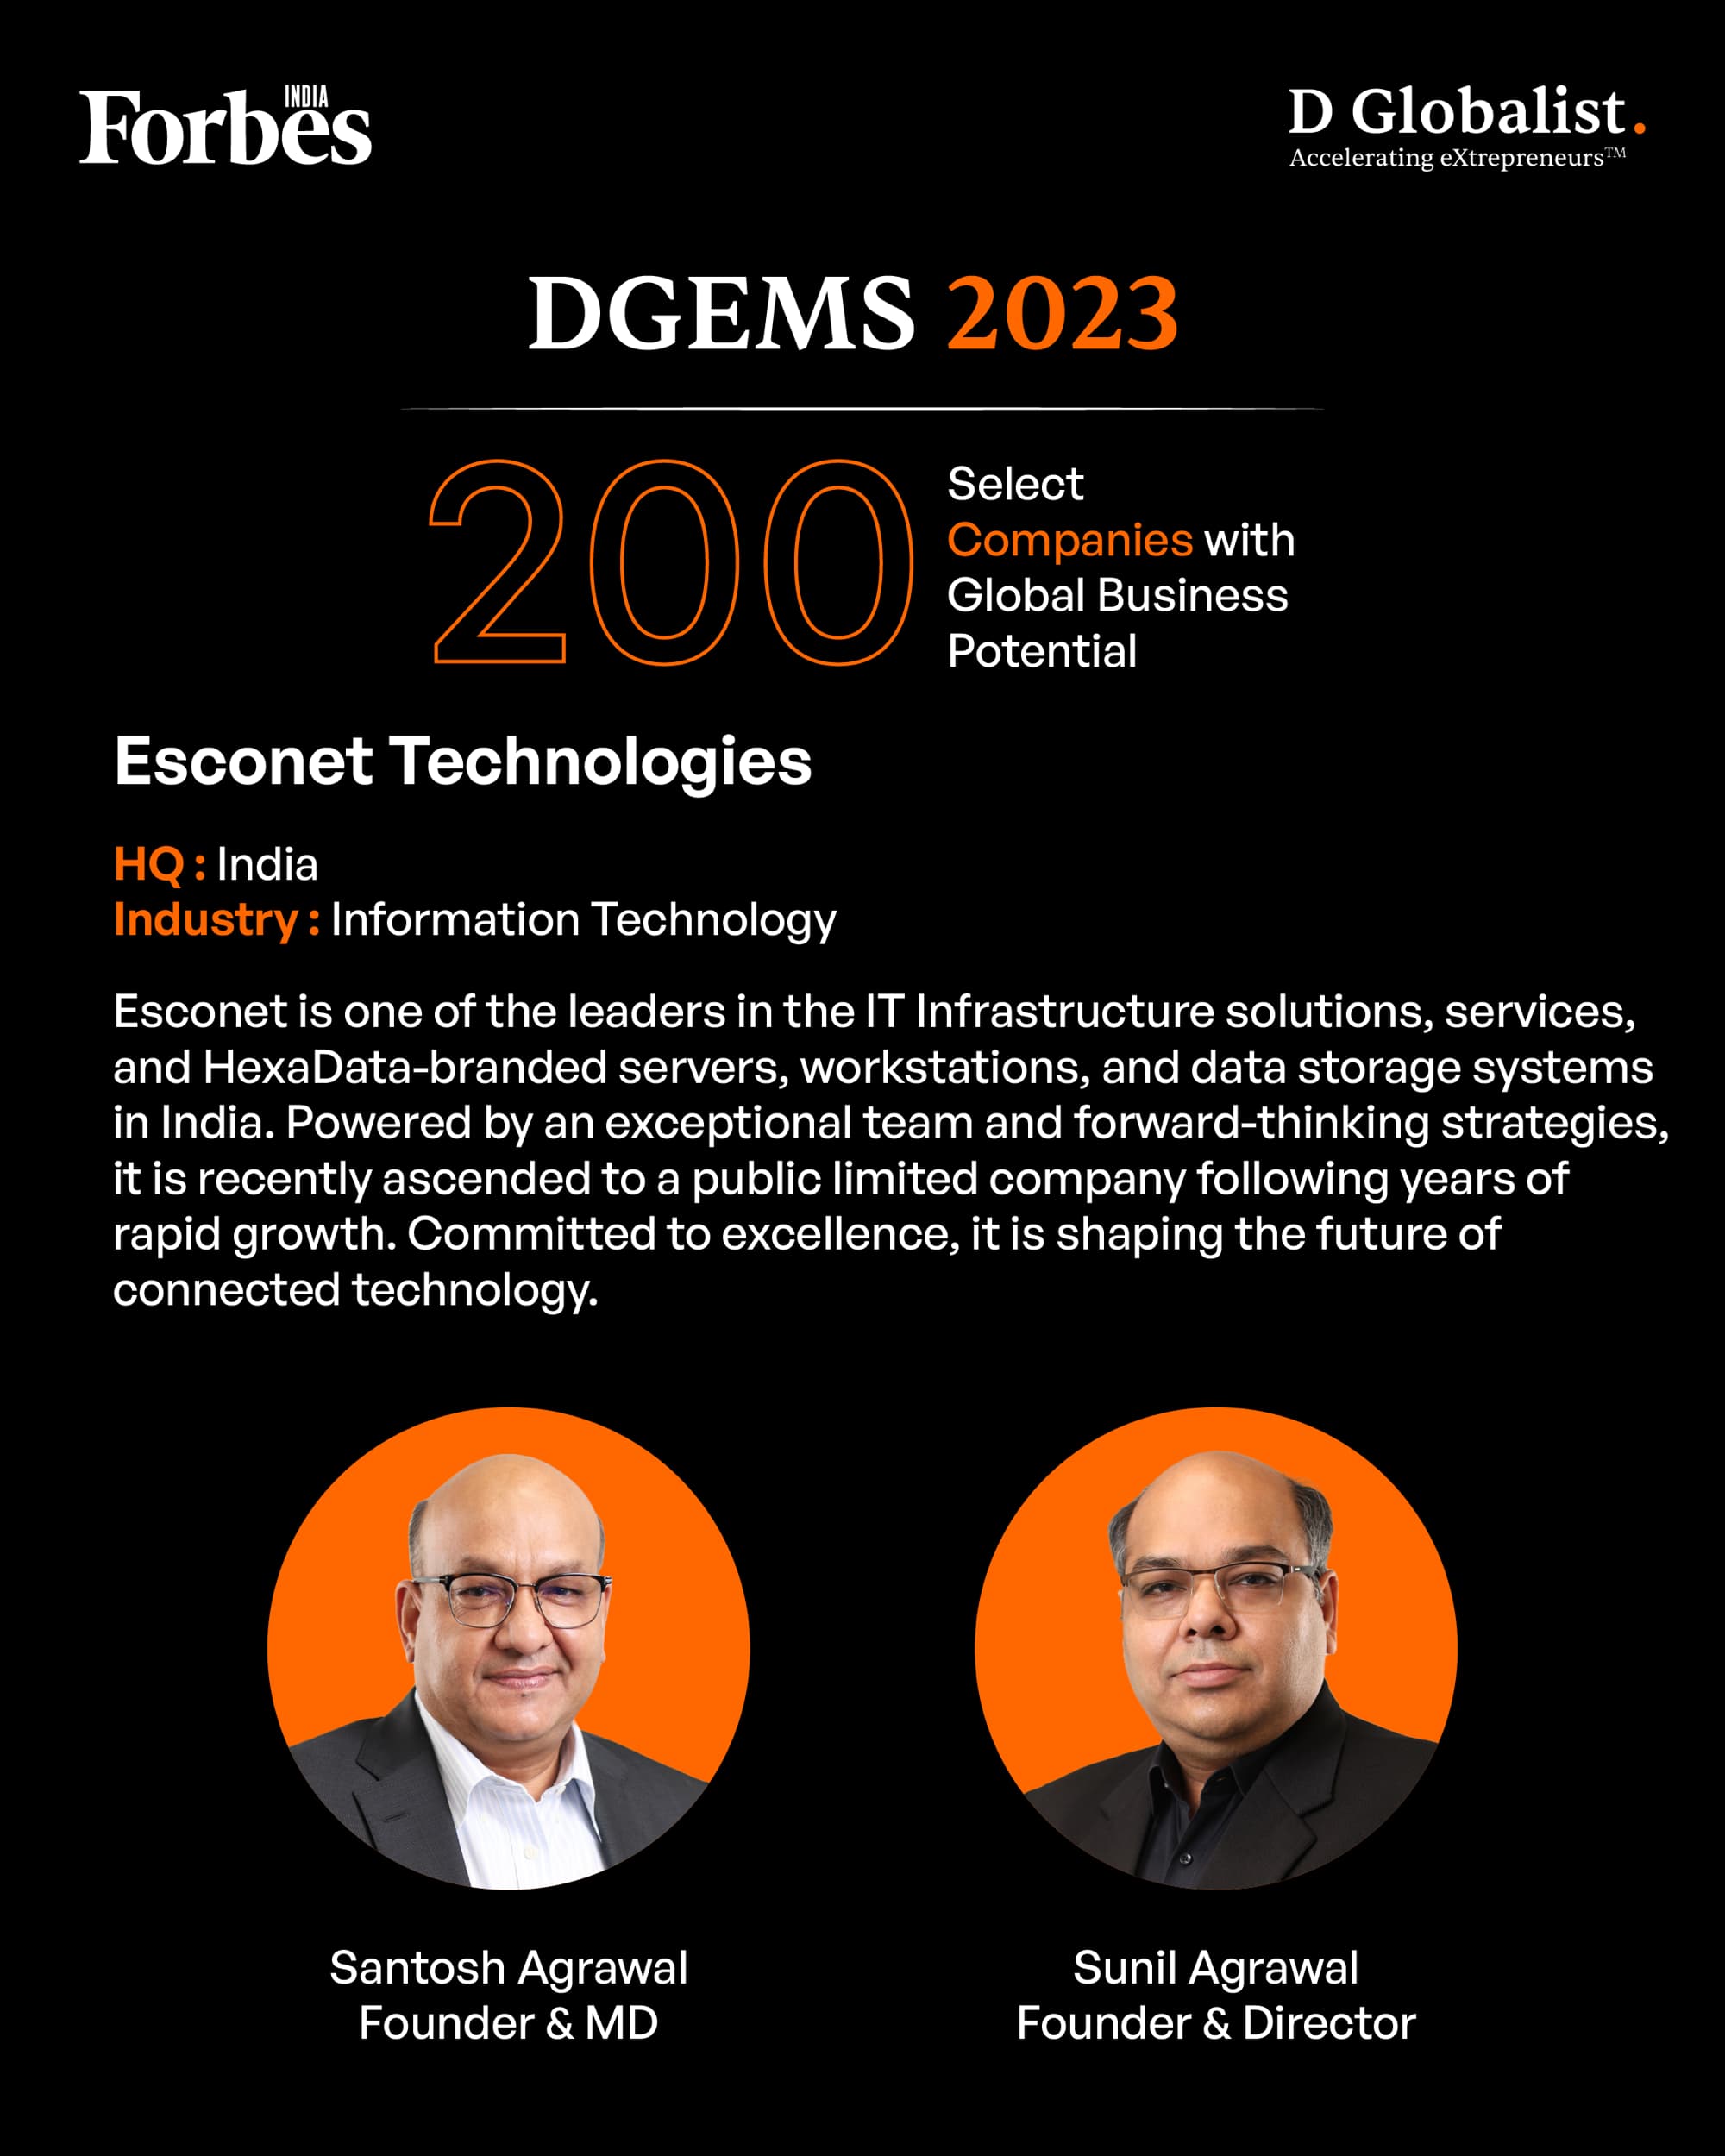 Forbes INDIA
D Globalist.
Accelerating eXtrepreneurs™
DGEMS 2023
200
Select
Companies with
Global Business
Potential
Esconet Technologies
HQ : India
Industry : Information Technology
Esconet is one of the leaders in the IT Infrastructure solutions, services,
and HexaData-branded servers, workstations, and data storage systems
in India. Powered by an exceptional team and forward-thinking strategies,
it is recently ascended to a public limited company following years of
rapid growth. Committed to excellence, it is shaping the future of
connected technology.
Santosh Agrawal
Founder & MD
Sunil Agrawal
Founder & Director